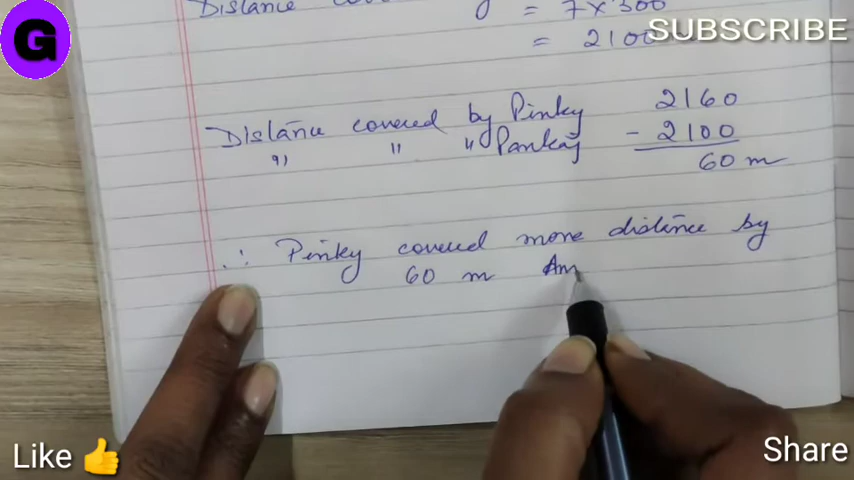 G
Distance
= 7 x 300
= 2100
SUBSCRIBE
Distance covered by Pinky 2160
" " " Pankaj - 2100
60 m
∴ Pinky covered more distance by
60 m An
Like 👍
Share